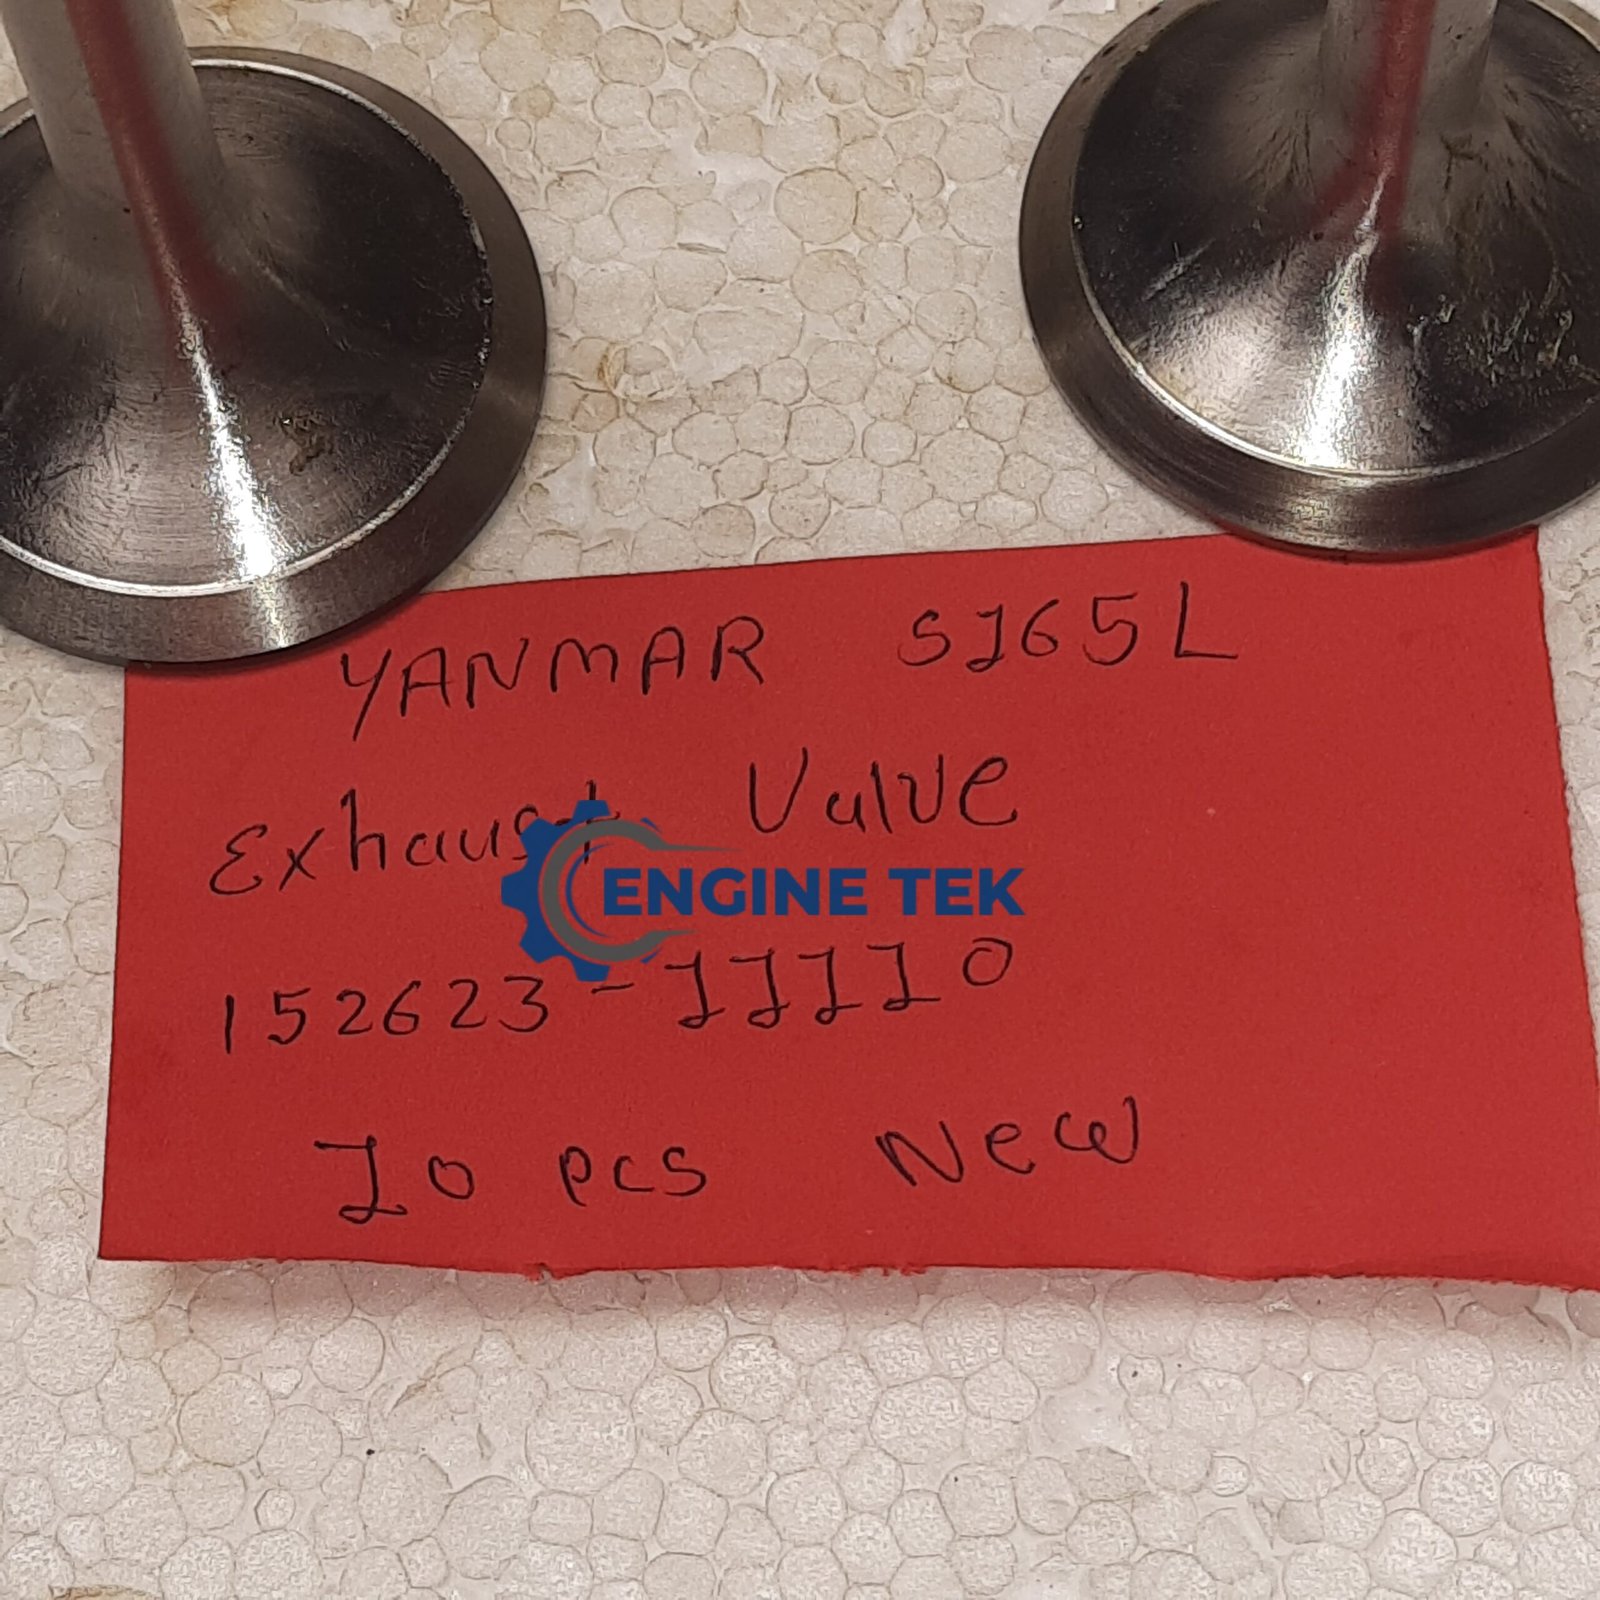 YANMAR S165L
Exhaust Valve
ENGINE TEK
152623-11110
10 pcs New